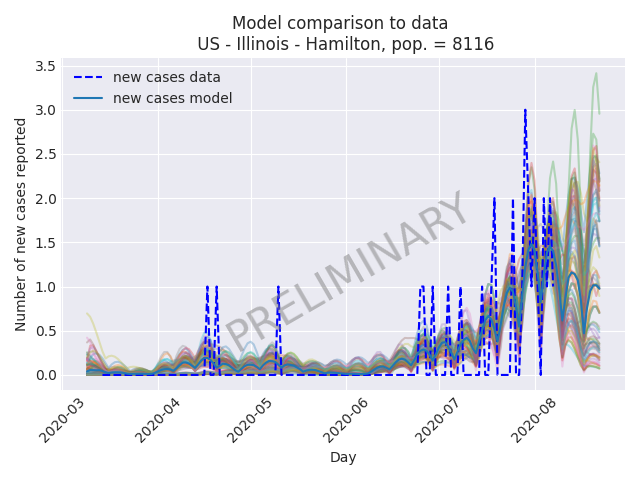 Model comparison to data
US - Illinois - Hamilton, pop. = 8116
new cases data
new cases model
PRELIMINARY
Number of new cases reported
3.5
3.0
2.5
2.0
1.5
1.0
0.5
0.0
2020-03
2020-04
2020-05
2020-06
2020-07
2020-08
Day